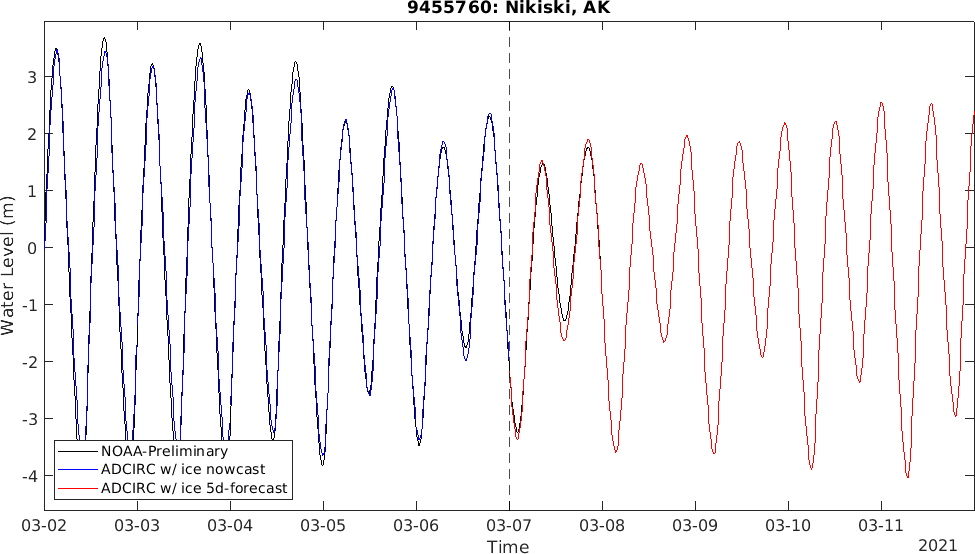 9455760: Nikiski, AK
Water Level (m)
3
2
1
0
-1
-2
-3
-4
NOAA-Preliminary
ADCIRC w/ ice nowcast
ADCIRC w/ ice 5d-forecast
03-02 03-03 03-04 03-05 03-06 03-07 03-08 03-09 03-10 03-11
Time
2021